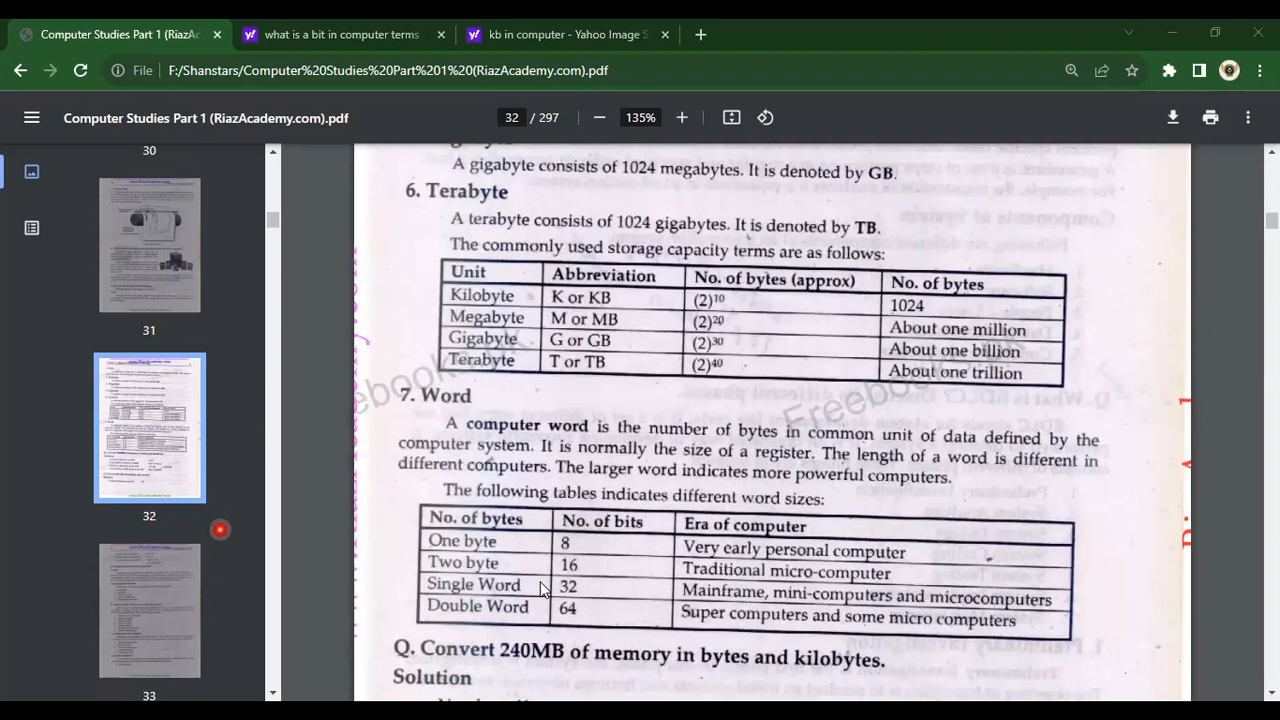 Computer Studies Part 1 (RiazAc
what is a bit in computer terms
kb in computer - Yahoo Image S
File
F:/Shanstars/Computer%20Studies%20Part%201%20(RiazAcademy.com).pdf
Computer Studies Part 1 (RiazAcademy.com).pdf
32 / 297
135%
30
31
32
33
A gigabyte consists of 1024 megabytes. It is denoted by GB.
6. Terabyte
A terabyte consists of 1024 gigabytes. It is denoted by TB.
The commonly used storage capacity terms are as follows:
Unit Abbreviation No. of bytes (approx) No. of bytes
Kilobyte K or KB (2)10 1024
Megabyte M or MB (2)20 About one million
Gigabyte G or GB (2)30 About one billion
Terabyte T or TB (2)40 About one trillion
7. Word
A computer word is the number of bytes in common unit of data defined by the
computer system. It is normally the size of a register. The length of a word is different in
different computers. The larger word indicates more powerful computers.
The following tables indicates different word sizes:
No. of bytes No. of bits Era of computer
One byte 8 Very early personal computer
Two byte 16 Traditional micro-computer
Single Word 32 Mainframe, mini-computers and microcomputers
Double Word 64 Super computers and some micro computers
Q. Convert 240MB of memory in bytes and kilobytes.
Solution